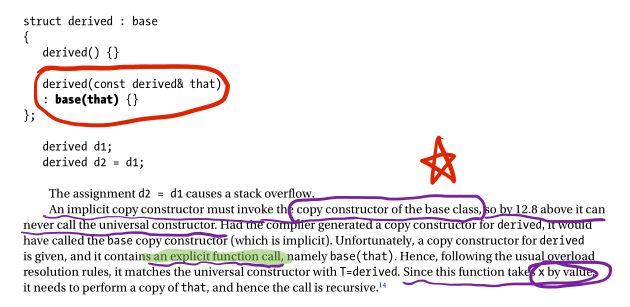 struct derived : base
{
derived() {}
derived(const derived& that)
: base(that) {}
};
derived d1;
derived d2 = d1;
The assignment d2 = d1 causes a stack overflow.
An implicit copy constructor must invoke the copy constructor of the base class, so by 12.8 above it can
never call the universal constructor. Had the compiler generated a copy constructor for derived, it would
have called the base copy constructor (which is implicit). Unfortunately, a copy constructor for derived
is given, and it contains an explicit function call, namely base(that). Hence, following the usual overload
resolution rules, it matches the universal constructor with T=derived. Since this function takes x by value,
it needs to perform a copy of that, and hence the call is recursive.14